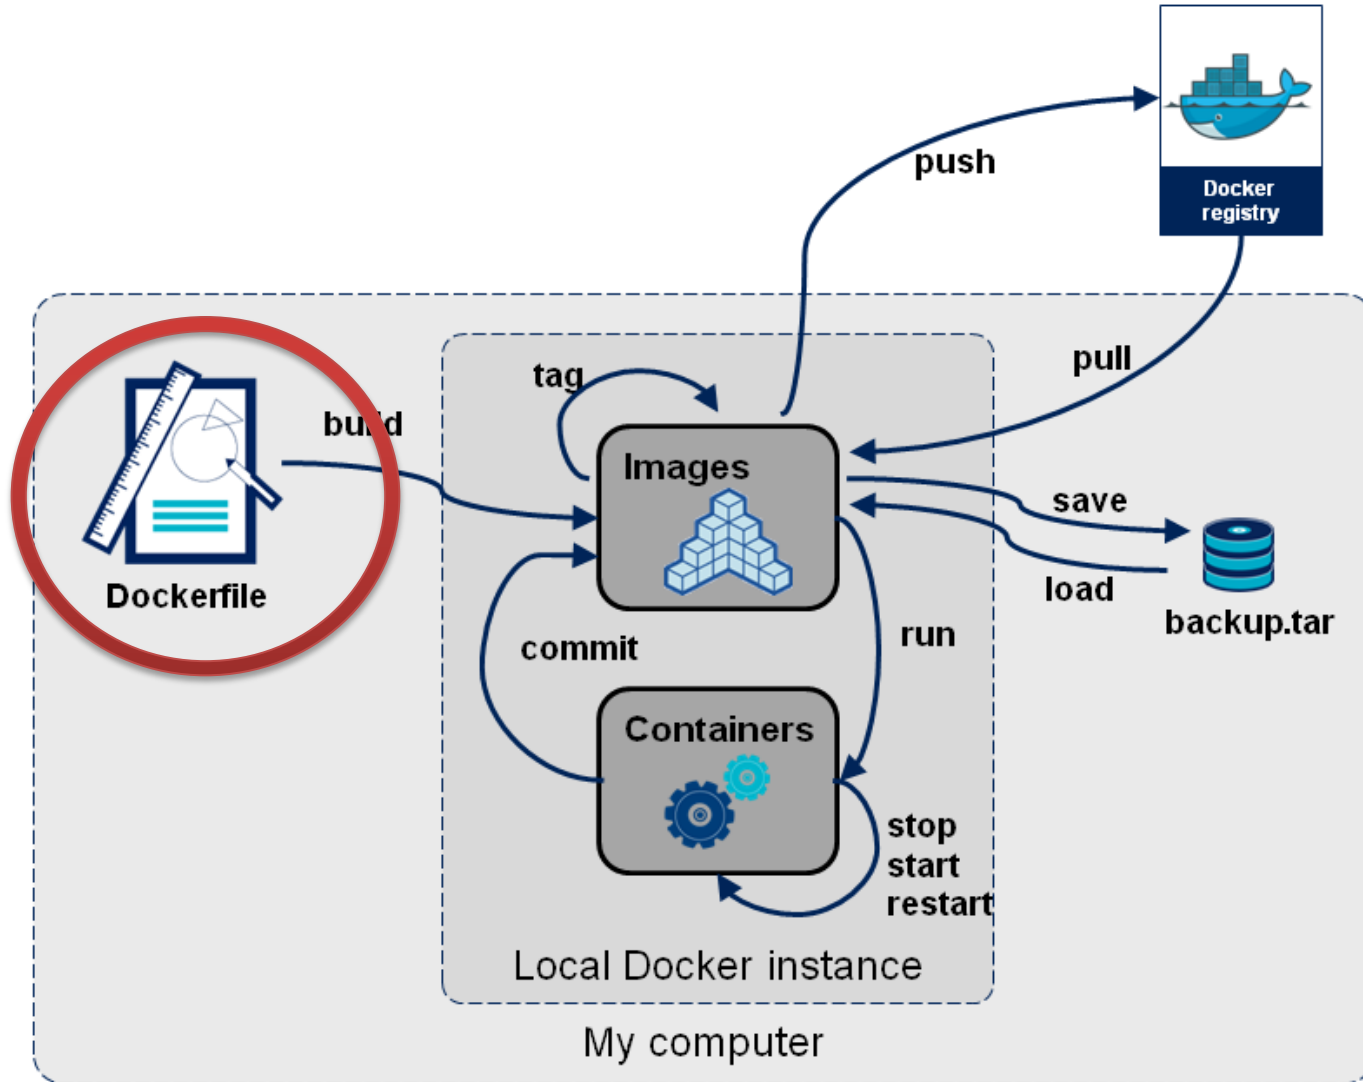 Docker
registry
push
pull
tag
build
Images
save
load
backup.tar
Dockerfile
commit
run
Containers
stop
start
restart
Local Docker instance
My computer